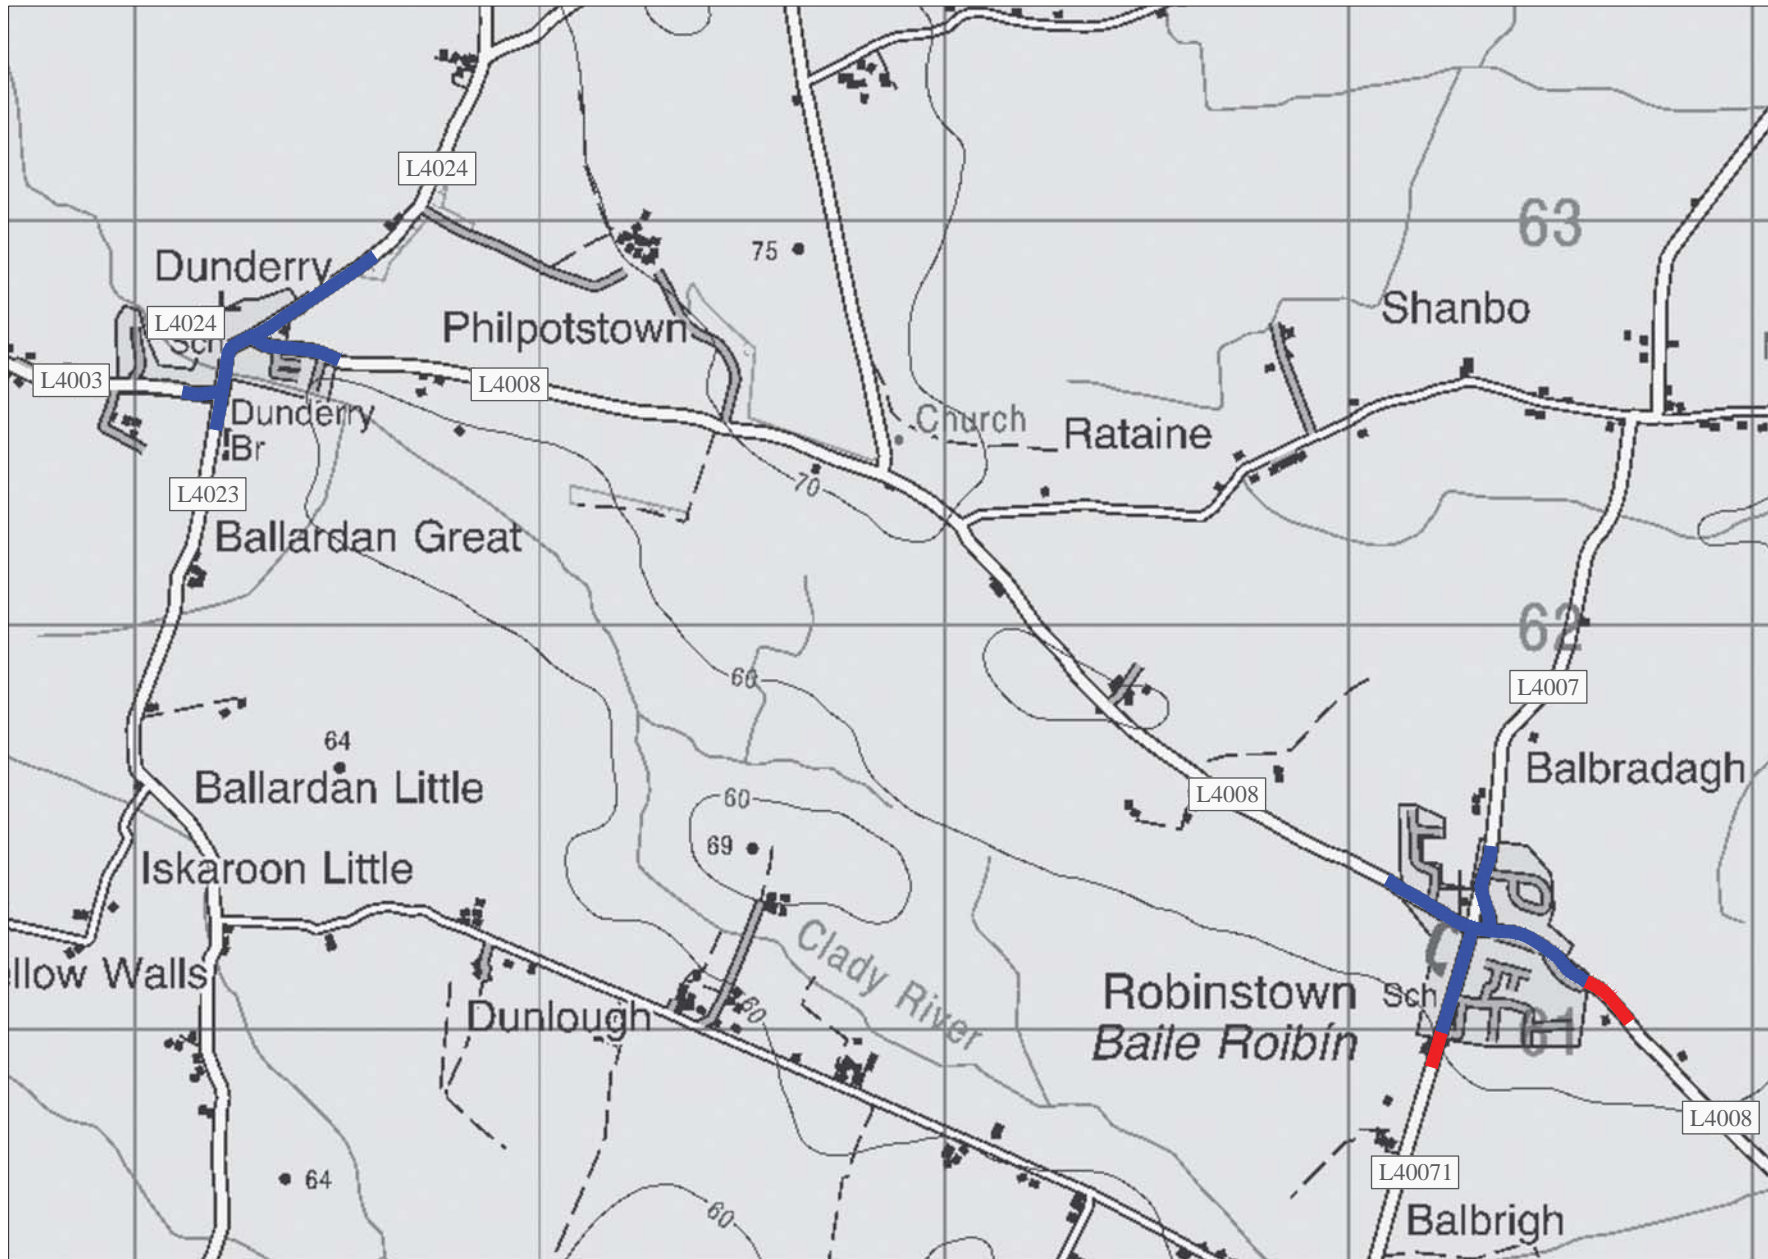 L4024
63
75
Dunderry
Shanbo
L4024
Sch
Philpotstown
L4003
L4008
Dunderry
Br
Church
Rataine
L4023
70
Ballardan Great
62
60
L4007
64
Ballardan Little
Balbradagh
60
L4008
69
Iskaroon Little
Clady River
ellow Walls
Robinstown
Sch
Dunlough
60
61
Baile Roibín
L4008
L40071
64
60
Balbrigh